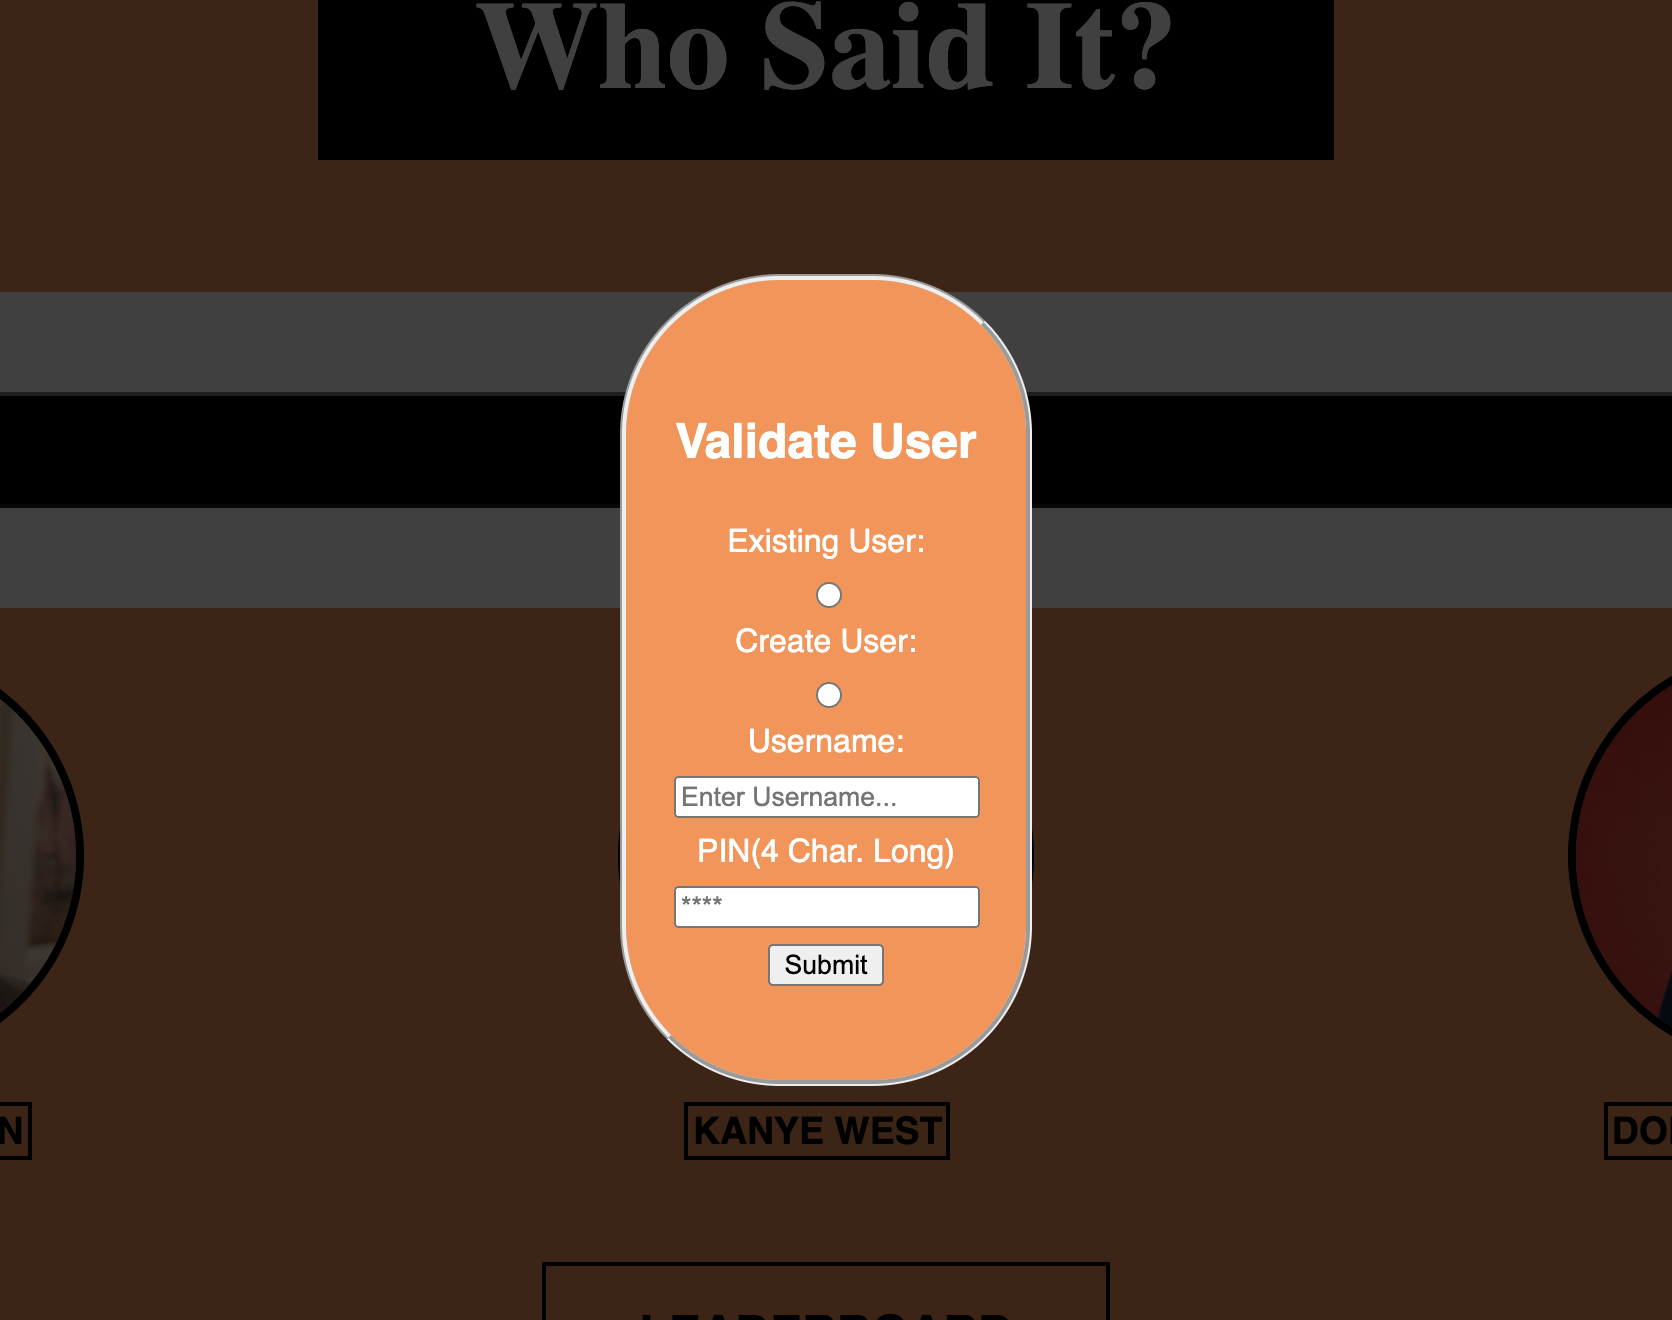 Who Said It?
Validate User
Existing User:
Create User:
Username:
Enter Username...
PIN(4 Char. Long)
****
Submit
N
KANYE WEST
DO
LEADERBOARD